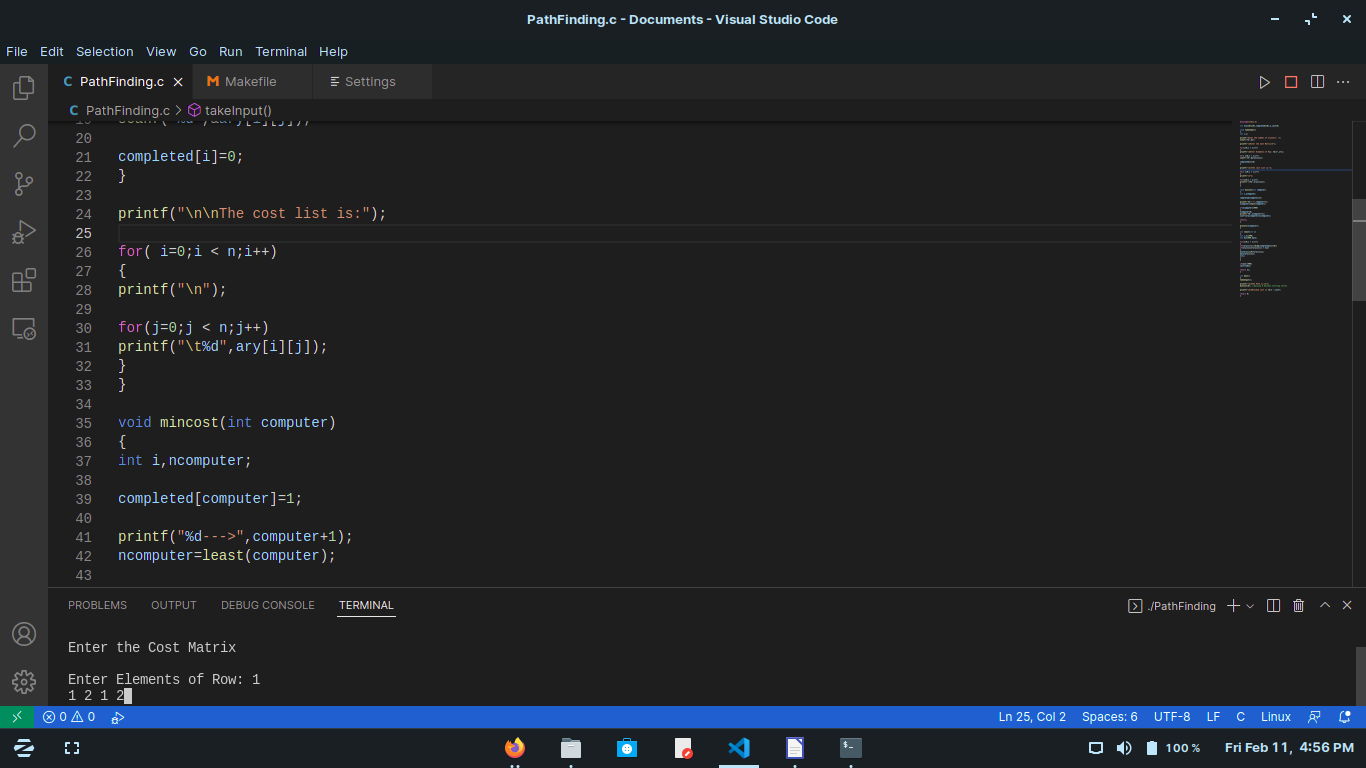 PathFinding.c - Documents - Visual Studio Code
File Edit Selection View Go Run Terminal Help
C PathFinding.c Makefile Settings
C PathFinding.c > takeInput()
20
21 completed[i]=0;
22 }
23
24 printf("\n\nThe cost list is:");
25
26 for( i=0;i < n;i++)
27 {
28 printf("\n");
29
30 for(j=0;j < n;j++)
31 printf("\t%d",ary[i][j]);
32 }
33 }
34
35 void mincost(int computer)
36 {
37 int i,ncomputer;
38
39 completed[computer]=1;
40
41 printf("%d--->",computer+1);
42 ncomputer=least(computer);
43
PROBLEMS OUTPUT DEBUG CONSOLE TERMINAL ./PathFinding
Enter the Cost Matrix
Enter Elements of Row: 1
1 2 1 2
0 0 Ln 25, Col 2 Spaces: 6 UTF-8 LF C Linux
100 % Fri Feb 11, 4:56 PM